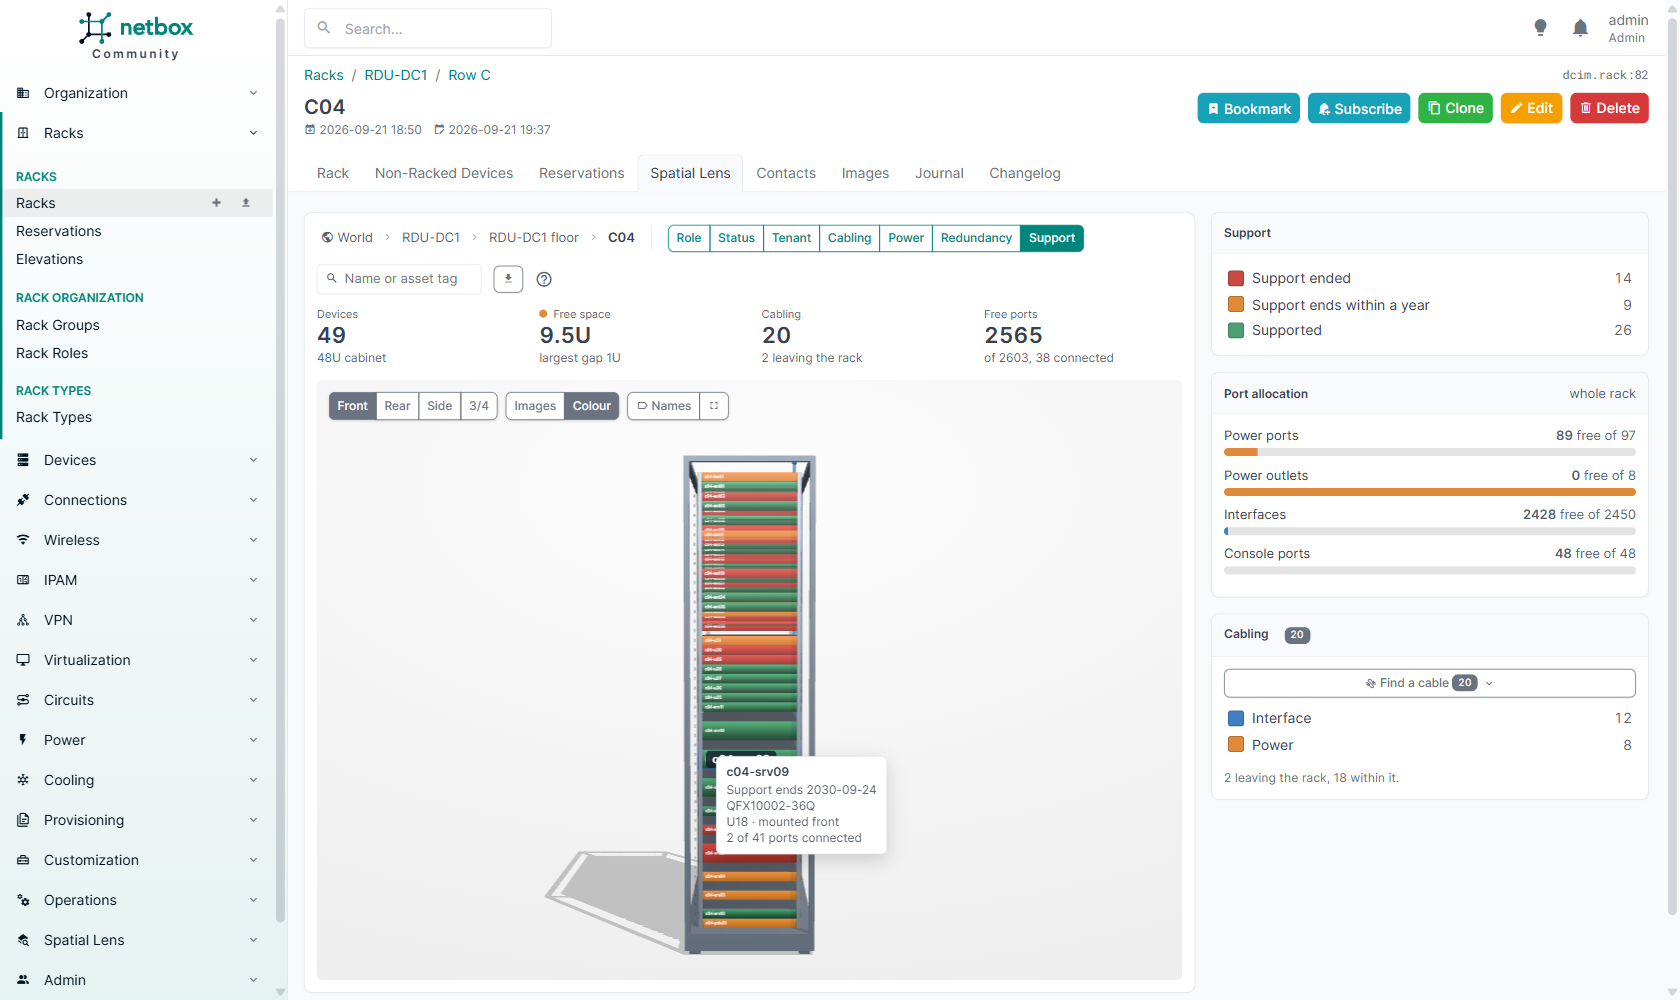 netbox
Community
Organization
Racks
RACKS
Racks
Reservations
Elevations
RACK ORGANIZATION
Rack Groups
Rack Roles
RACK TYPES
Rack Types
Devices
Connections
Wireless
IPAM
VPN
Virtualization
Circuits
Power
Cooling
Provisioning
Customization
Operations
Spatial Lens
Admin
Search...
admin
Admin
Racks / RDU-DC1 / Row C
dcim.rack:82
C04
2026-09-21 18:50 2026-09-21 19:37
Bookmark Subscribe Clone Edit Delete
Rack Non-Racked Devices Reservations Spatial Lens Contacts Images Journal Changelog
World > RDU-DC1 > RDU-DC1 floor > C04
Role Status Tenant Cabling Power Redundancy Support
Name or asset tag
Devices
49
48U cabinet
Free space
9.5U
largest gap 1U
Cabling
20
2 leaving the rack
Free ports
2565
of 2603, 38 connected
Front Rear Side 3/4 Images Colour Names
c04-srv09
Support ends 2030-09-24
QFX10002-36Q
U18 · mounted front
2 of 41 ports connected
Support
Support ended 14
Support ends within a year 9
Supported 26
Port allocation whole rack
Power ports 89 free of 97
Power outlets 0 free of 8
Interfaces 2428 free of 2450
Console ports 48 free of 48
Cabling 20
Find a cable 20
Interface 12
Power 8
2 leaving the rack, 18 within it.